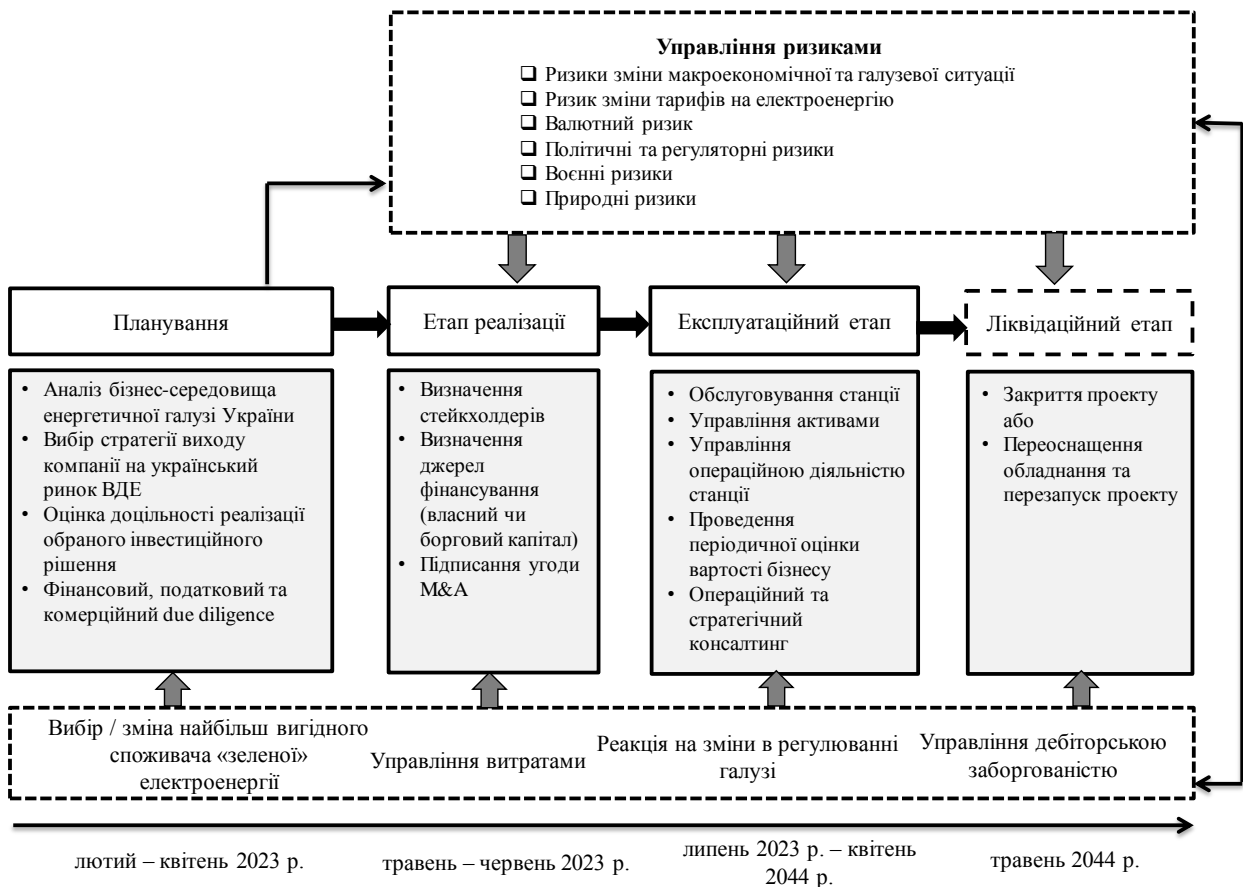 Управління ризиками
❑ Ризики зміни макроекономічної та галузевої ситуації
❑ Ризик зміни тарифів на електроенергію
❑ Валютний ризик
❑ Політичні та регуляторні ризики
❑ Воєнні ризики
❑ Природні ризики
Планування
Етап реалізації
Експлуатаційний етап
Ліквідаційний етап
• Аналіз бізнес-середовища
енергетичної галузі України
• Вибір стратегії виходу
компанії на український
ринок ВДЕ
• Оцінка доцільності реалізації
обраного інвестиційного
рішення
• Фінансовий, податковий та
комерційний due diligence
• Визначення
стейкхолдерів
• Визначення
джерел
фінансування
(власний чи
борговий капітал)
• Підписання угоди
M&A
• Обслуговування станції
• Управління активами
• Управління
операційною діяльністю
станції
• Проведення
періодичної оцінки
вартості бізнесу
• Операційний та
стратегічний
консалтинг
• Закриття проекту
або
• Переоснащення
обладнання та
перезапуск проекту
Вибір / зміна найбільш вигідного
споживача «зеленої»
електроенергії
Управління витратами
Реакція на зміни в регулюванні
галузі
Управління дебіторською
заборгованістю
лютий – квітень 2023 р.
травень – червень 2023 р.
липень 2023 р. – квітень
2044 р.
травень 2044 р.